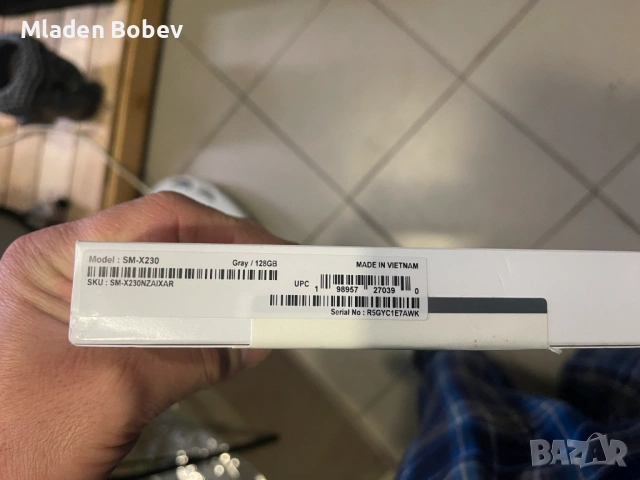 Mladen Bobev
Model : SM-X230 Gray / 128GB MADE IN VIETNAM
SKU : SM-X230NZAIXAR UPC 1 98957 27039 0
Serial No : R5GYC1E7AWK
BAZAR